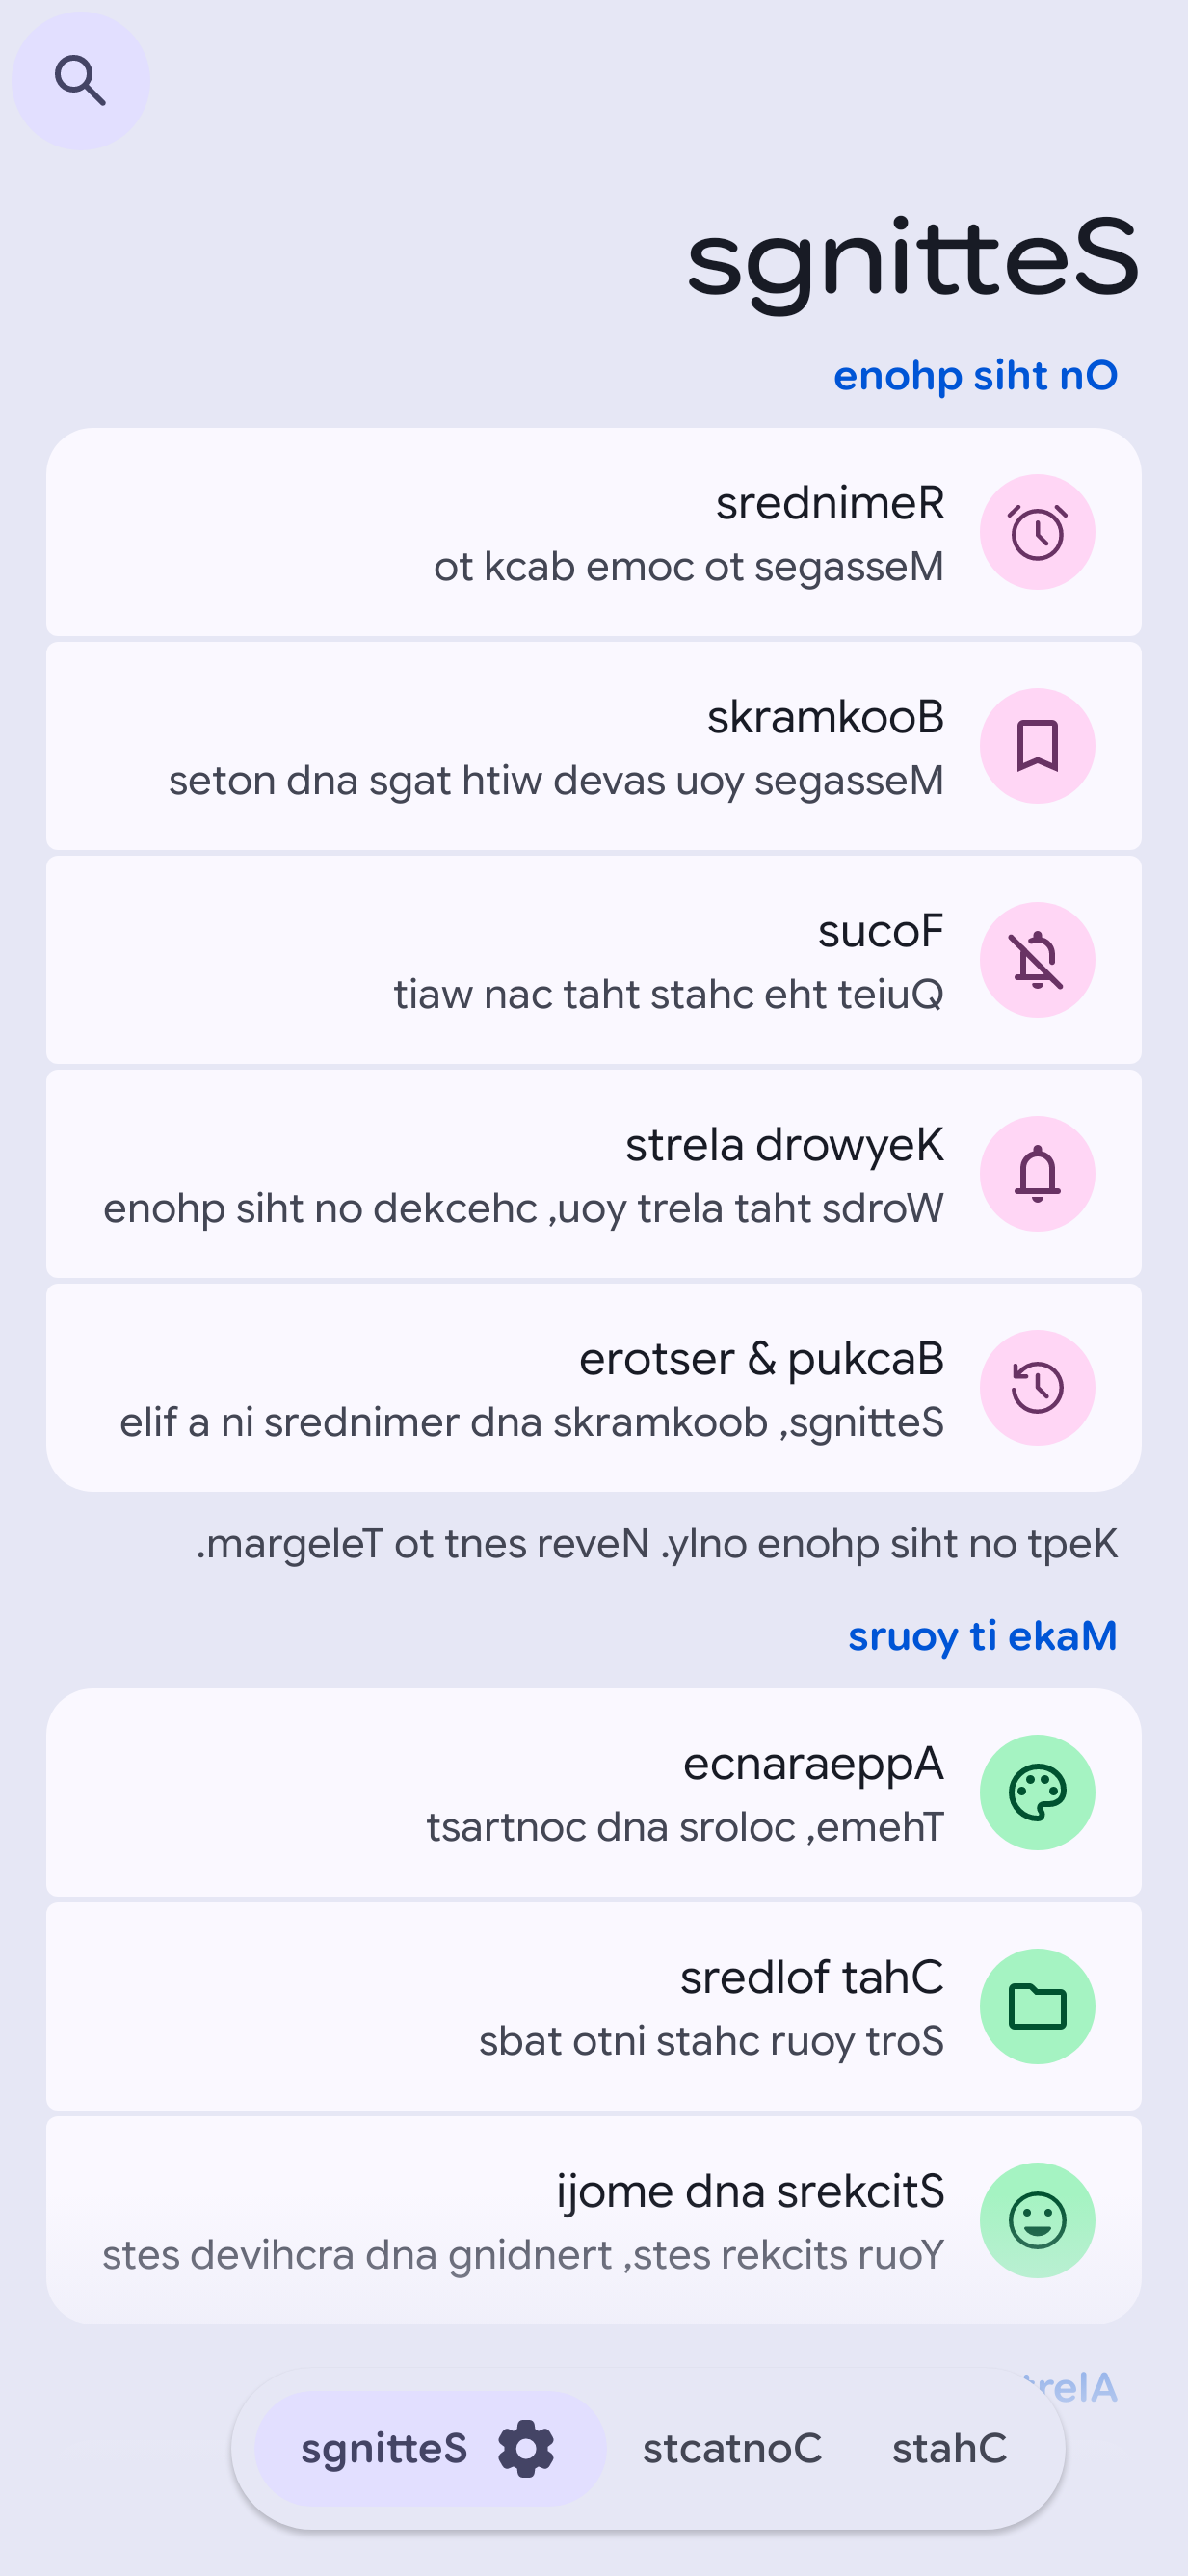 sgnitteS
enohp siht nO
srednimeR
ot kcab emoc ot segasseM
skramkooB
seton dna sgat htiw devas uoy segasseM
sucoF
tiaw nac taht stahc eht teiuQ
strela drowyeK
enohp siht no dekcehc ,uoy trela taht sdroW
erotser & pukcaB
elif a ni srednimer dna skramkoob ,sgnitteS
.margeleT ot tnes reveN .ylno enohp siht no tpeK
sruoy ti ekaM
ecnaraeppA
tsartnoc dna sroloc ,emehT
sredlof tahC
sbat otni stahc ruoy troS
ijome dna srekcitS
stes devihcra dna gnidnert ,stes rekcits ruoY
sgnitteS stcatnoC stahC